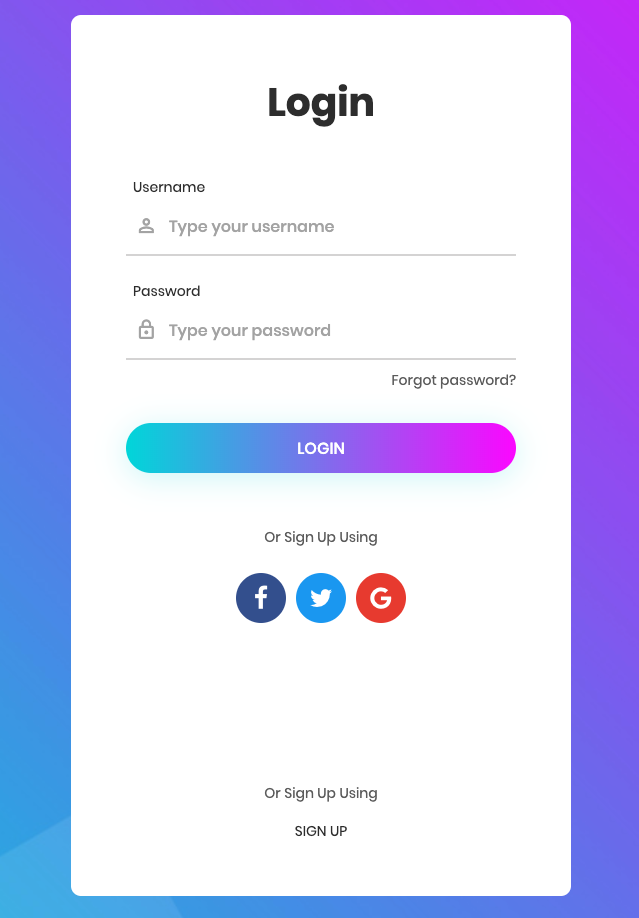 Login
Username
Type your username
Password
Type your password
Forgot password?
LOGIN
Or Sign Up Using
Or Sign Up Using
SIGN UP